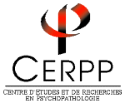 CERPP
CENTRE D'ÉTUDES ET DE RECHERCHES
EN PSYCHOPATHOLOGIE